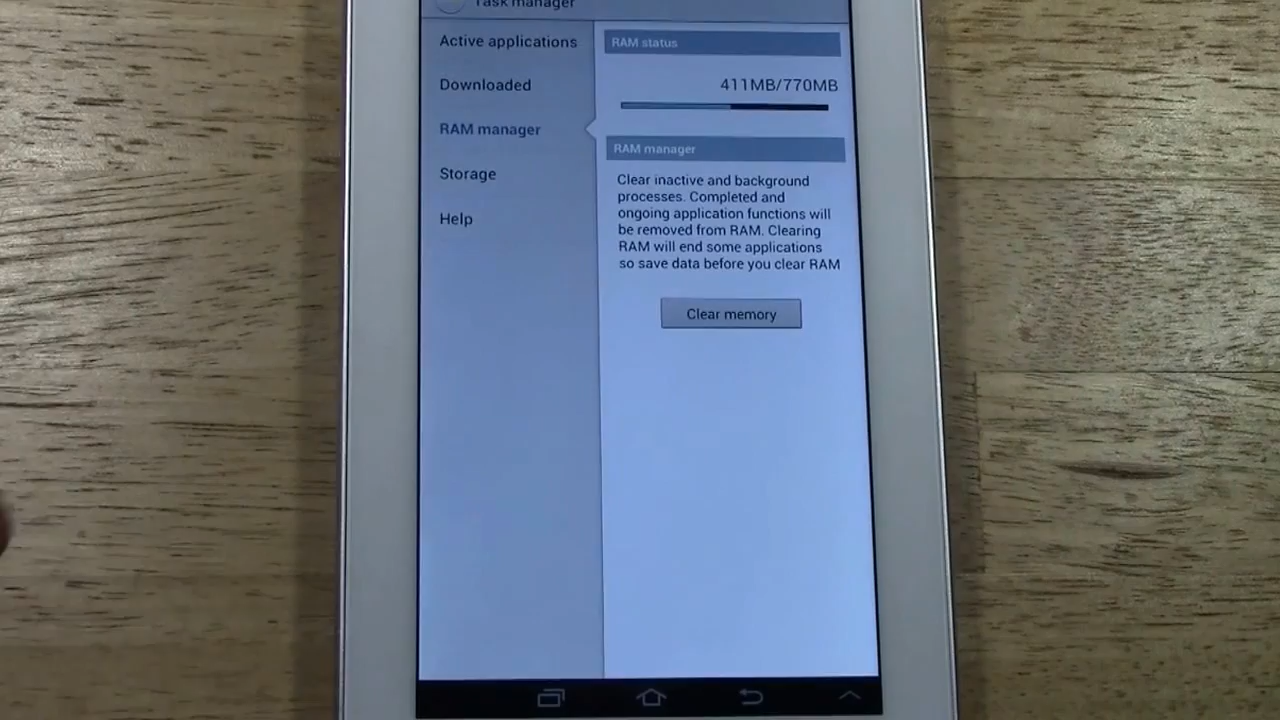 Task manager
Active applications
Downloaded
RAM manager
Storage
Help
RAM status
411MB/770MB
RAM manager
Clear inactive and background
processes. Completed and
ongoing application functions will
be removed from RAM. Clearing
RAM will end some applications
so save data before you clear RAM
Clear memory